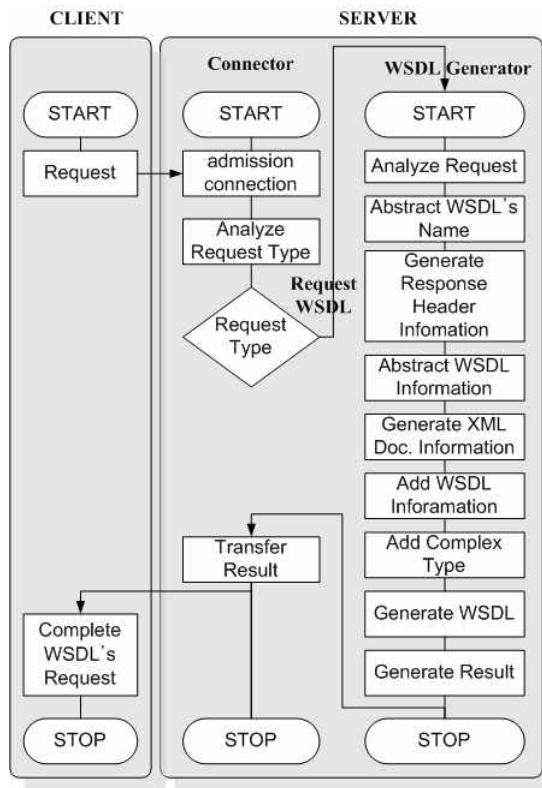 CLIENT
SERVER
Connector
WSDL Generator
START
Request
START
admission
connection
Analyze
Request Type
Request
Type
Request
WSDL
START
Analyze Request
Abstract WSDL's
Name
Generate
Response
Header
Infomation
Abstract WSDL
Information
Generate XML
Doc. Information
Add WSDL
Inforamation
Add Complex
Type
Generate WSDL
Generate Result
STOP
Transfer
Result
STOP
Complete
WSDL's
Request
STOP